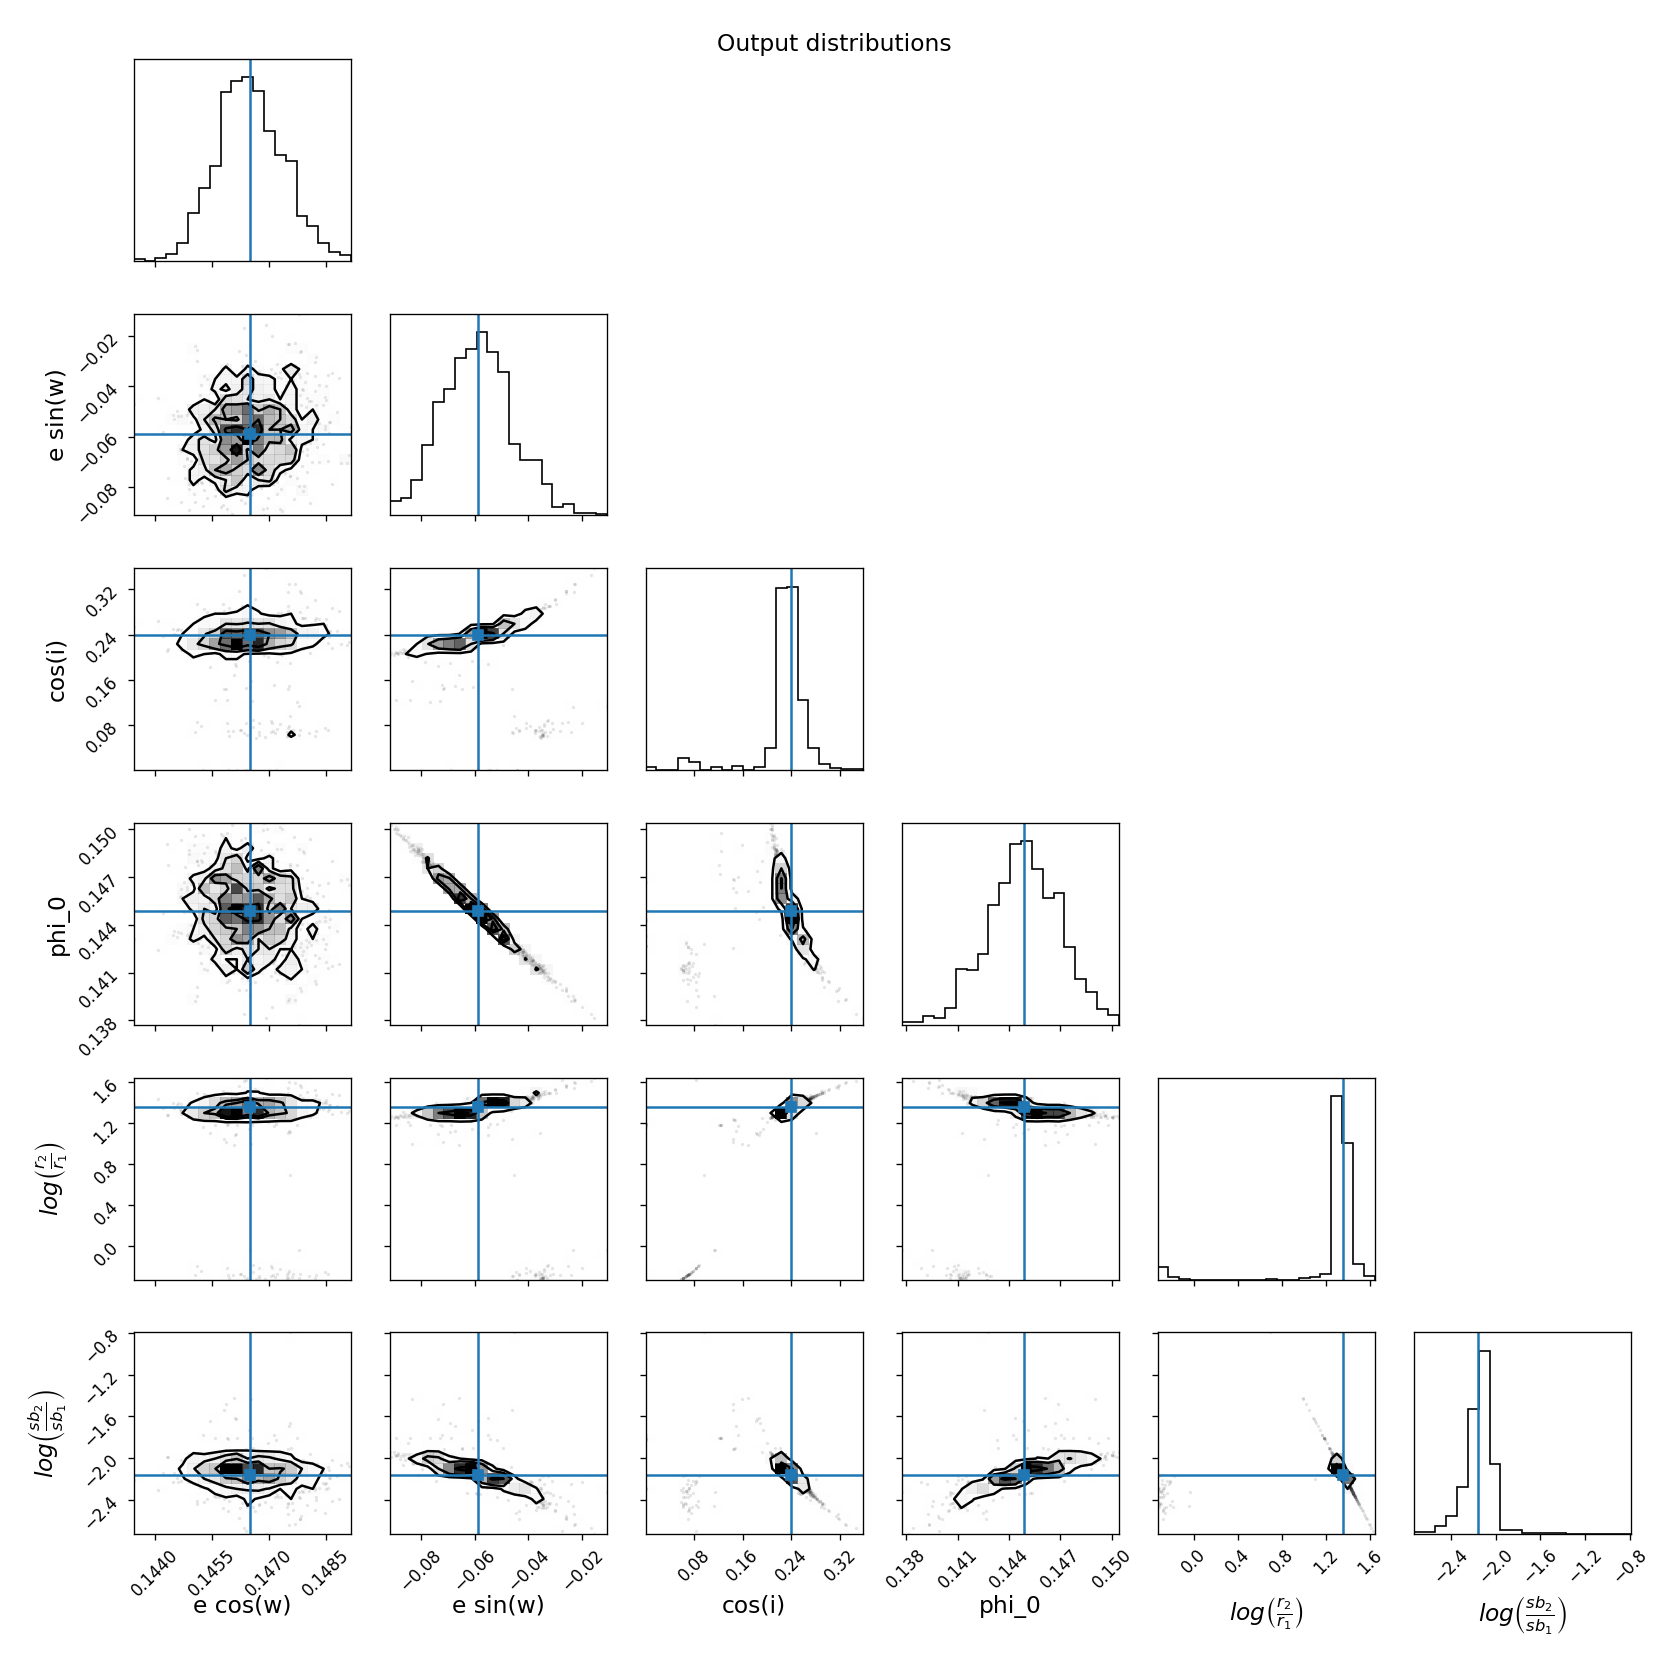 Output distributions
e sin(w)
−0.02
−0.04
−0.06
−0.08
cos(i)
0.32
0.24
0.16
0.08
phi_0
0.150
0.147
0.144
0.141
0.138
log(r₂/r₁)
1.6
1.2
0.8
0.4
0.0
log(sb₂/sb₁)
−0.8
−1.2
−1.6
−2.0
−2.4
0.1440 0.1455 0.1470 0.1485
−0.08 −0.06 −0.04 −0.02
0.08 0.16 0.24 0.32
0.138 0.141 0.144 0.147 0.150
0.0 0.4 0.8 1.2 1.6
−2.4 −2.0 −1.6 −1.2 −0.8
e cos(w) e sin(w) cos(i) phi_0 log(r₂/r₁) log(sb₂/sb₁)